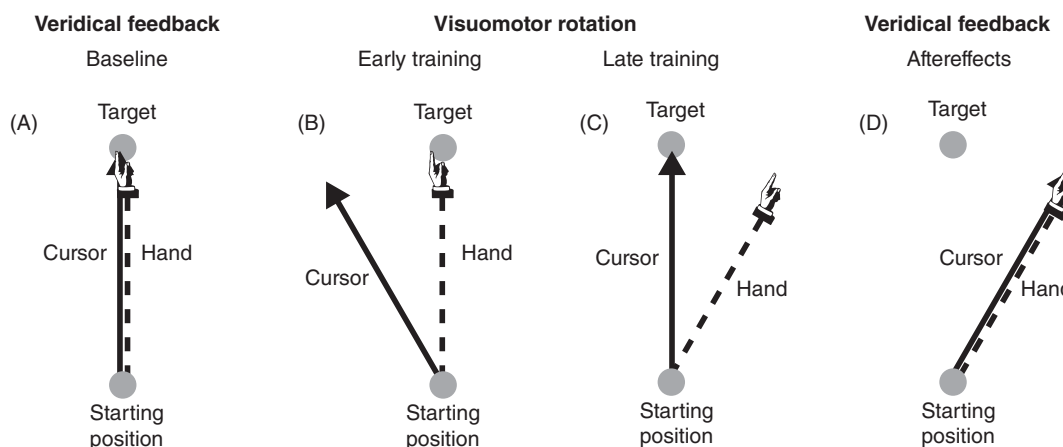 Veridical feedback
Visuomotor rotation
Veridical feedback
Baseline
Early training
Late training
Aftereffects
(A)
Target
Cursor
Hand
Starting
position
(B)
Target
Cursor
Hand
Starting
position
(C)
Target
Cursor
Hand
Starting
position
(D)
Target
Cursor
Hand
Starting
position